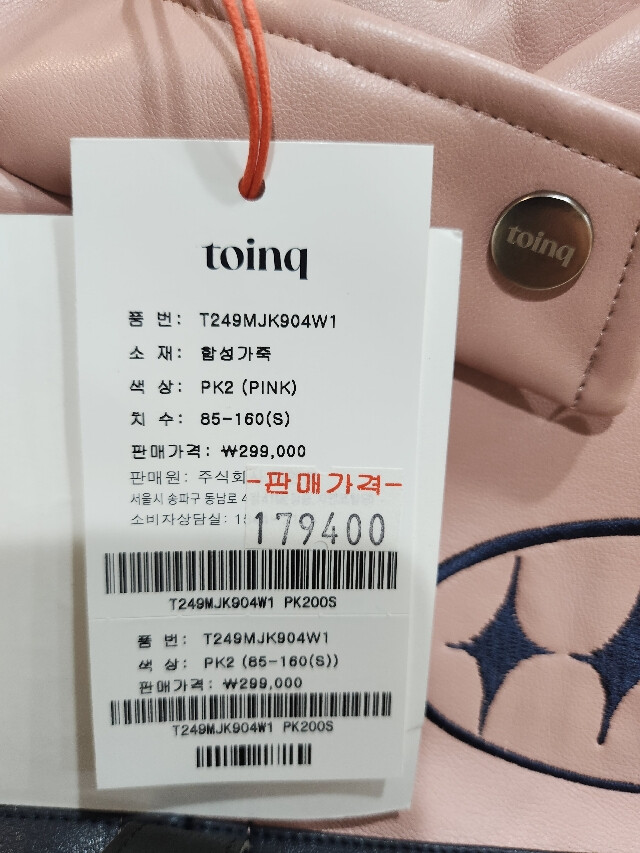 toinq
toinq
품 번: T249MJK904W1
소 재: 합성가죽
색 상: PK2 (PINK)
치 수: 85-160(S)
판매가격: ₩299,000
판매원: 주식회
서울시 송파구 동남로 4
소비자상담실: 15
-판매가격-
179400
T249MJK904W1 PK200S
품 번: T249MJK904W1
색 상: PK2 (85-160(S))
판매가격: ₩299,000
T249MJK904W1 PK200S